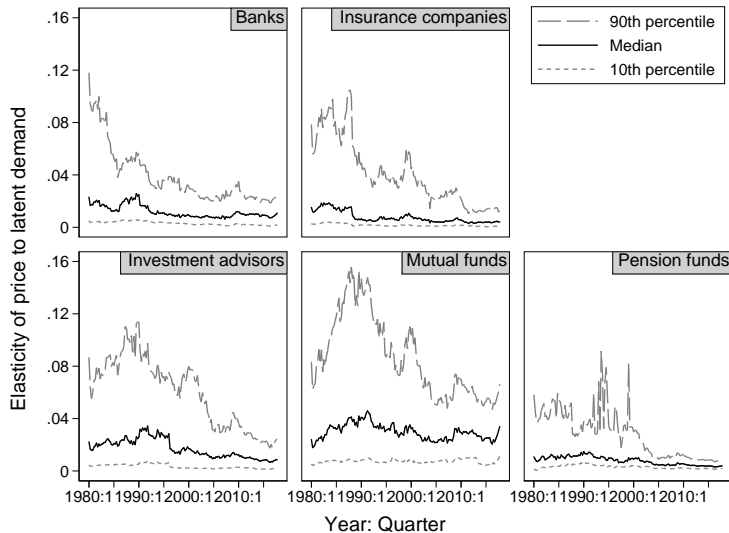 Banks
Insurance companies
90th percentile
Median
10th percentile
.16
.12
.08
.04
0
Elasticity of price to latent demand
Investment advisors
Mutual funds
Pension funds
.16
.12
.08
.04
0
1980:1 1990:1 2000:1 2010:1
1980:1 1990:1 2000:1 2010:1
1980:1 1990:1 2000:1 2010:1
Year: Quarter